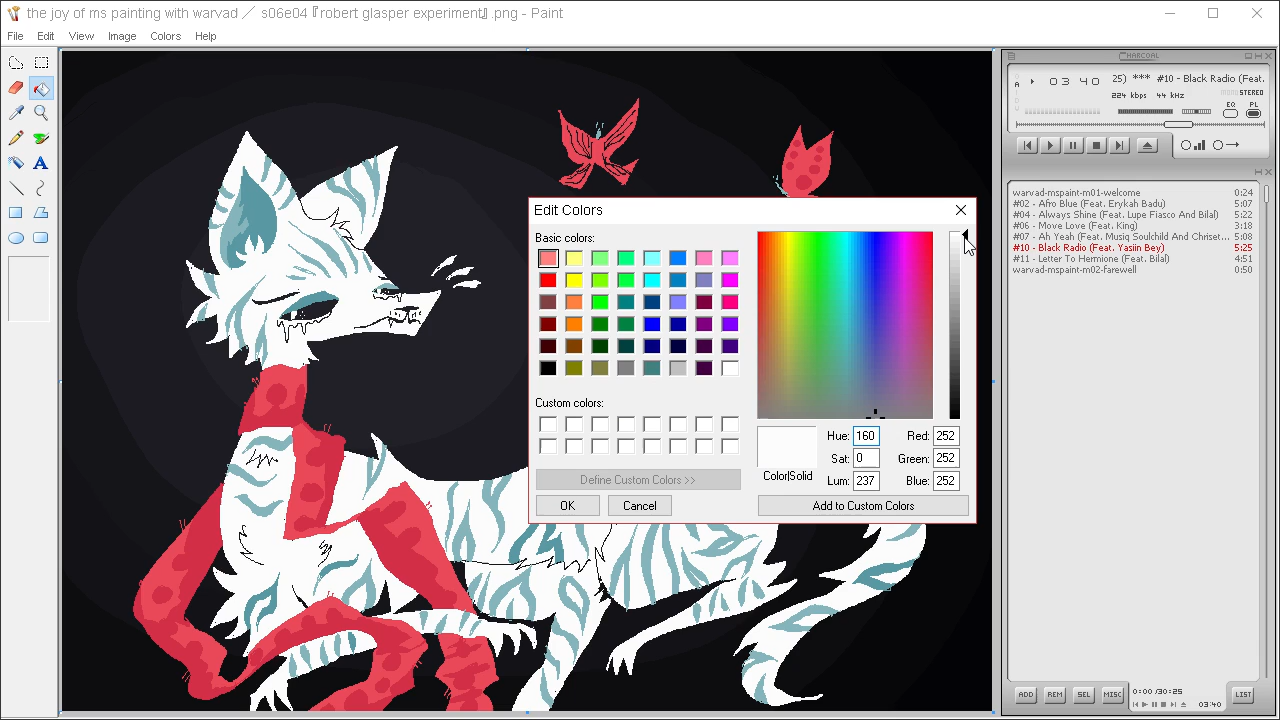 the joy of ms painting with warvad ／ s06e04『robert glasper experiment』.png - Paint
File Edit View Image Colors Help
CHARCOAL
O
A
I
D
U
03 40
25) *** #10 - Black Radio (Feat.
224 kbps 44 kHz
MONO STEREO
EQ PL
warvad-mspaint-m01-welcome 0:24
#02 - Afro Blue (Feat. Erykah Badu) 5:07
#04 - Always Shine (Feat. Lupe Fiasco And Bilal) 5:22
#06 - Move Love (Feat. King) 3:18
#07 - Ah Yeah (Feat. Musiq Soulchild And Chriset... 5:08
#10 - Black Radio (Feat. Yasiin Bey) 5:25
#11 - Letter To Hermione (Feat. Bilal) 4:51
warvad-mspaint-m02-farewell 0:50
Edit Colors
Basic colors:
Custom colors:
Define Custom Colors >>
OK Cancel
Color|Solid
Hue: 160 Red: 252
Sat: 0 Green: 252
Lum: 237 Blue: 252
Add to Custom Colors
ADD REM SEL MISC 0:00/30:25 03:40 LIST